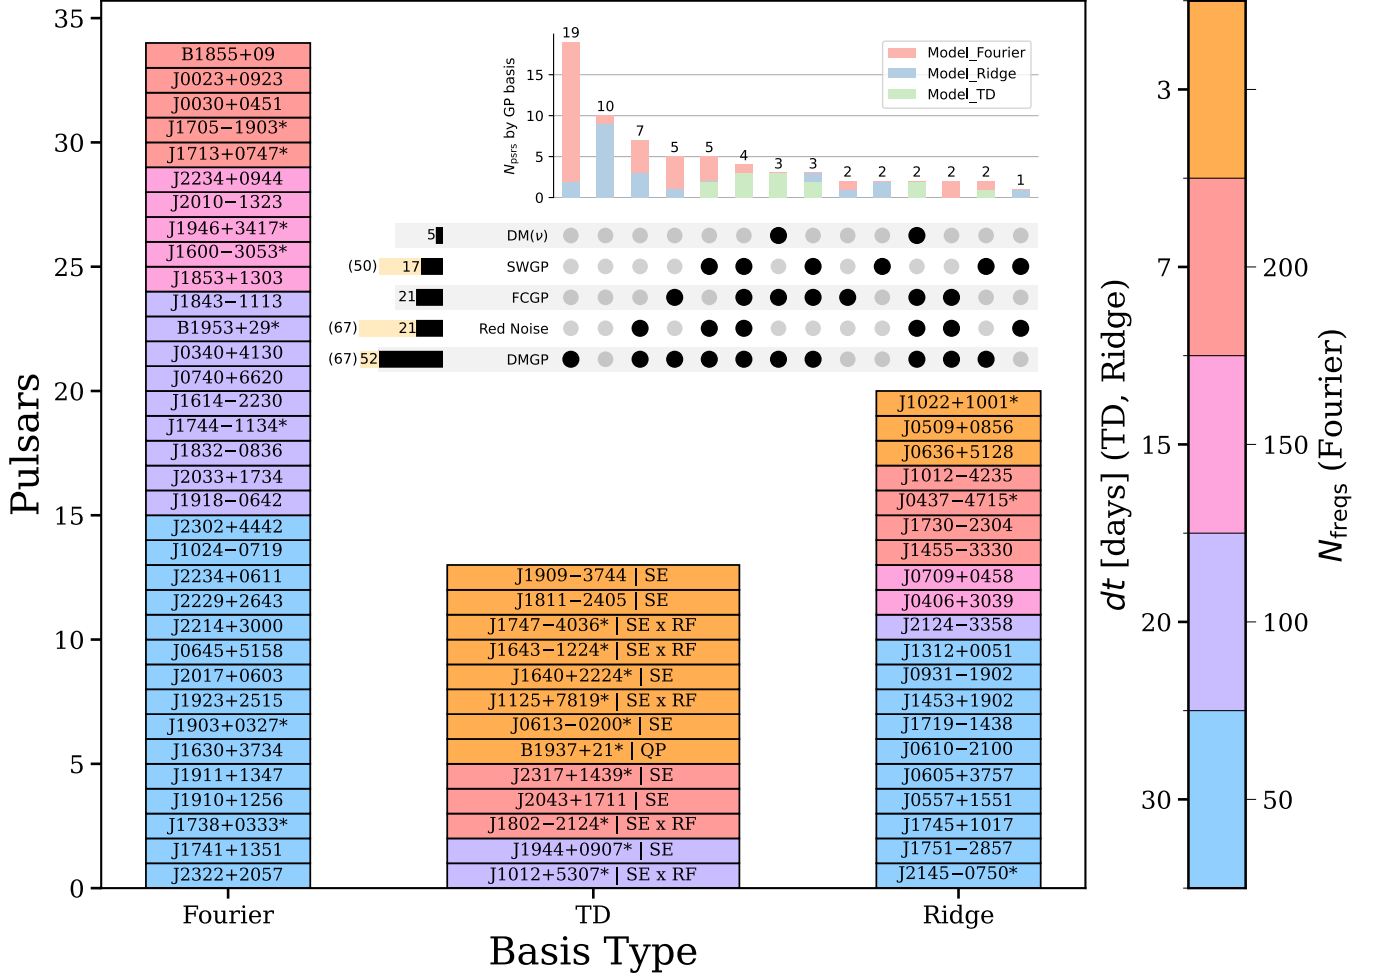 Pulsars
35
30
25
20
15
10
5
0
B1855+09
J0023+0923
J0030+0451
J1705−1903*
J1713+0747*
J2234+0944
J2010−1323
J1946+3417*
J1600−3053*
J1853+1303
J1843−1113
B1953+29*
J0340+4130
J0740+6620
J1614−2230
J1744−1134*
J1832−0836
J2033+1734
J1918−0642
J2302+4442
J1024−0719
J2234+0611
J2229+2643
J2214+3000
J0645+5158
J2017+0603
J1923+2515
J1903+0327*
J1630+3734
J1911+1347
J1910+1256
J1738+0333*
J1741+1351
J2322+2057
N_psrs by GP basis
15
10
5
0
19
10
7
5
5
4
3
3
2
2
2
2
2
1
Model_Fourier
Model_Ridge
Model_TD
5 DM(ν)
(50) 17 SWGP
21 FCGP
(67) 21 Red Noise
(67) 52 DMGP
J1909−3744 | SE
J1811−2405 | SE
J1747−4036* | SE x RF
J1643−1224* | SE x RF
J1640+2224* | SE
J1125+7819* | SE x RF
J0613−0200* | SE
B1937+21* | QP
J2317+1439* | SE
J2043+1711 | SE
J1802−2124* | SE x RF
J1944+0907* | SE
J1012+5307* | SE x RF
J1022+1001*
J0509+0856
J0636+5128
J1012−4235
J0437−4715*
J1730−2304
J1455−3330
J0709+0458
J0406+3039
J2124−3358
J1312+0051
J0931−1902
J1453+1902
J1719−1438
J0610−2100
J0605+3757
J0557+1551
J1745+1017
J1751−2857
J2145−0750*
Fourier
TD
Ridge
Basis Type
dt [days] (TD, Ridge)
3
7
15
20
30
200
150
100
50
N_freqs (Fourier)